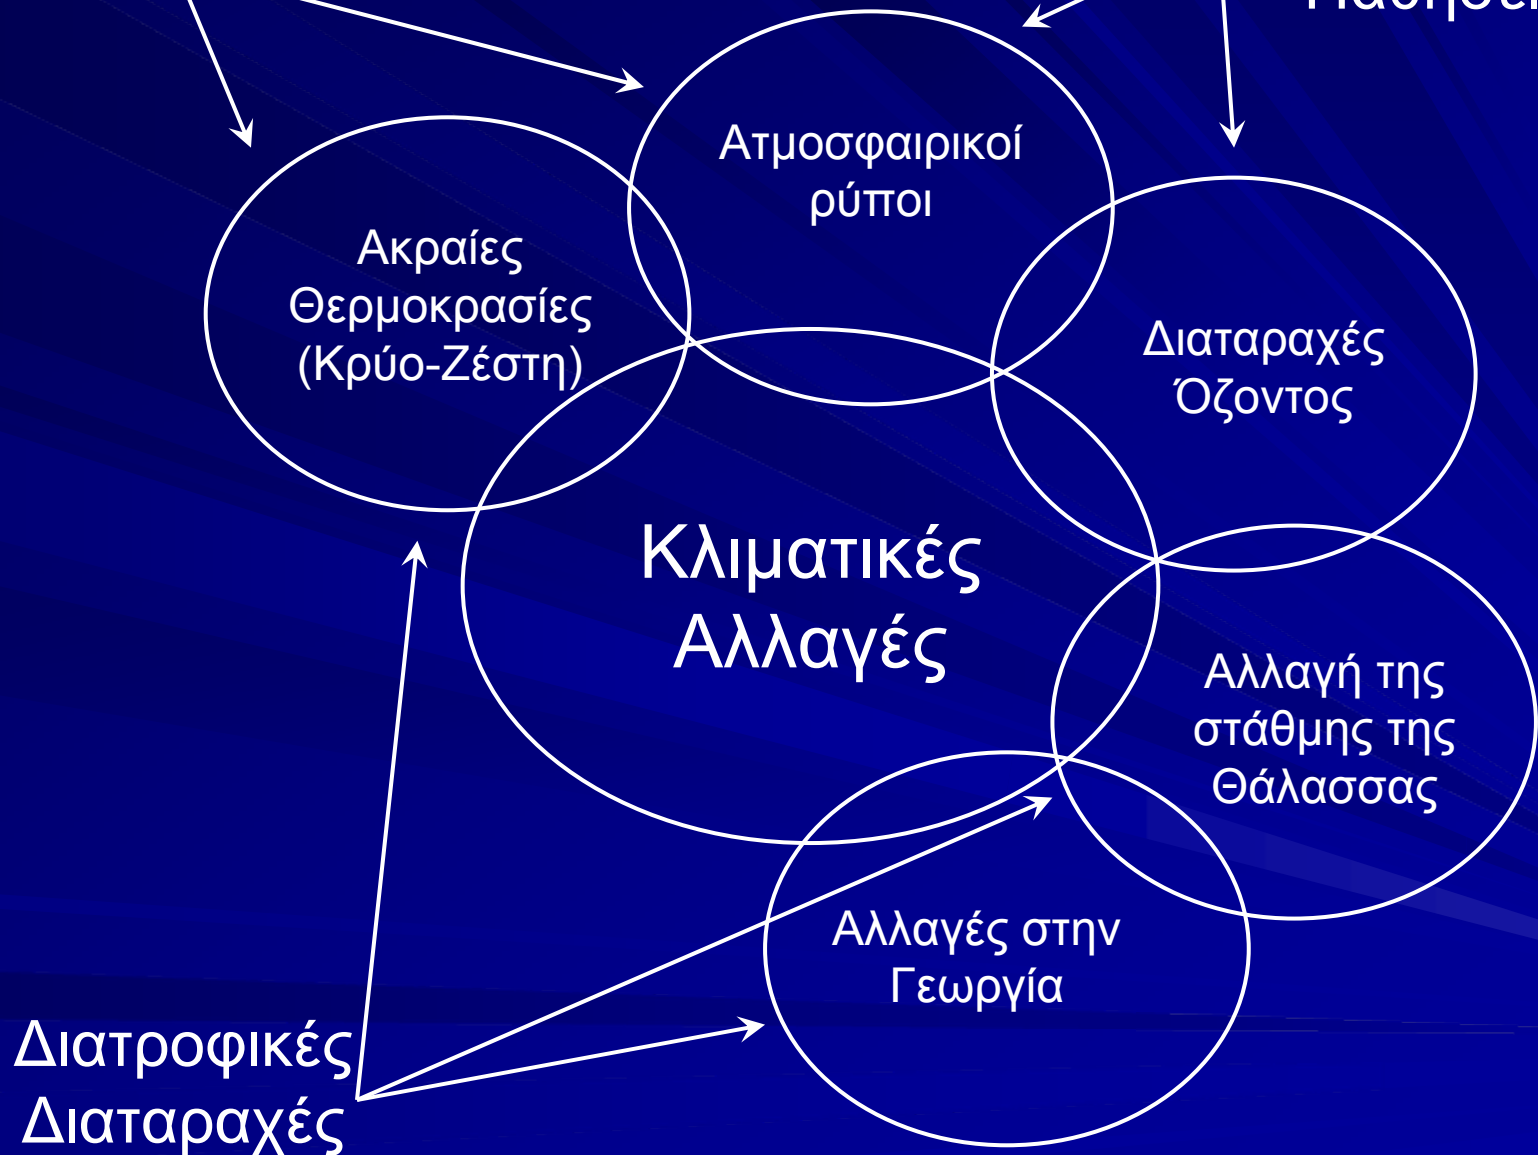 Ατμοσφαιρικοί
ρύποι
Ακραίες
Θερμοκρασίες
(Κρύο-Ζέστη)
Διαταραχές
Όζοντος
Κλιματικές
Αλλαγές
Αλλαγή της
στάθμης της
Θάλασσας
Αλλαγές στην
Γεωργία
Διατροφικές
Διαταραχές